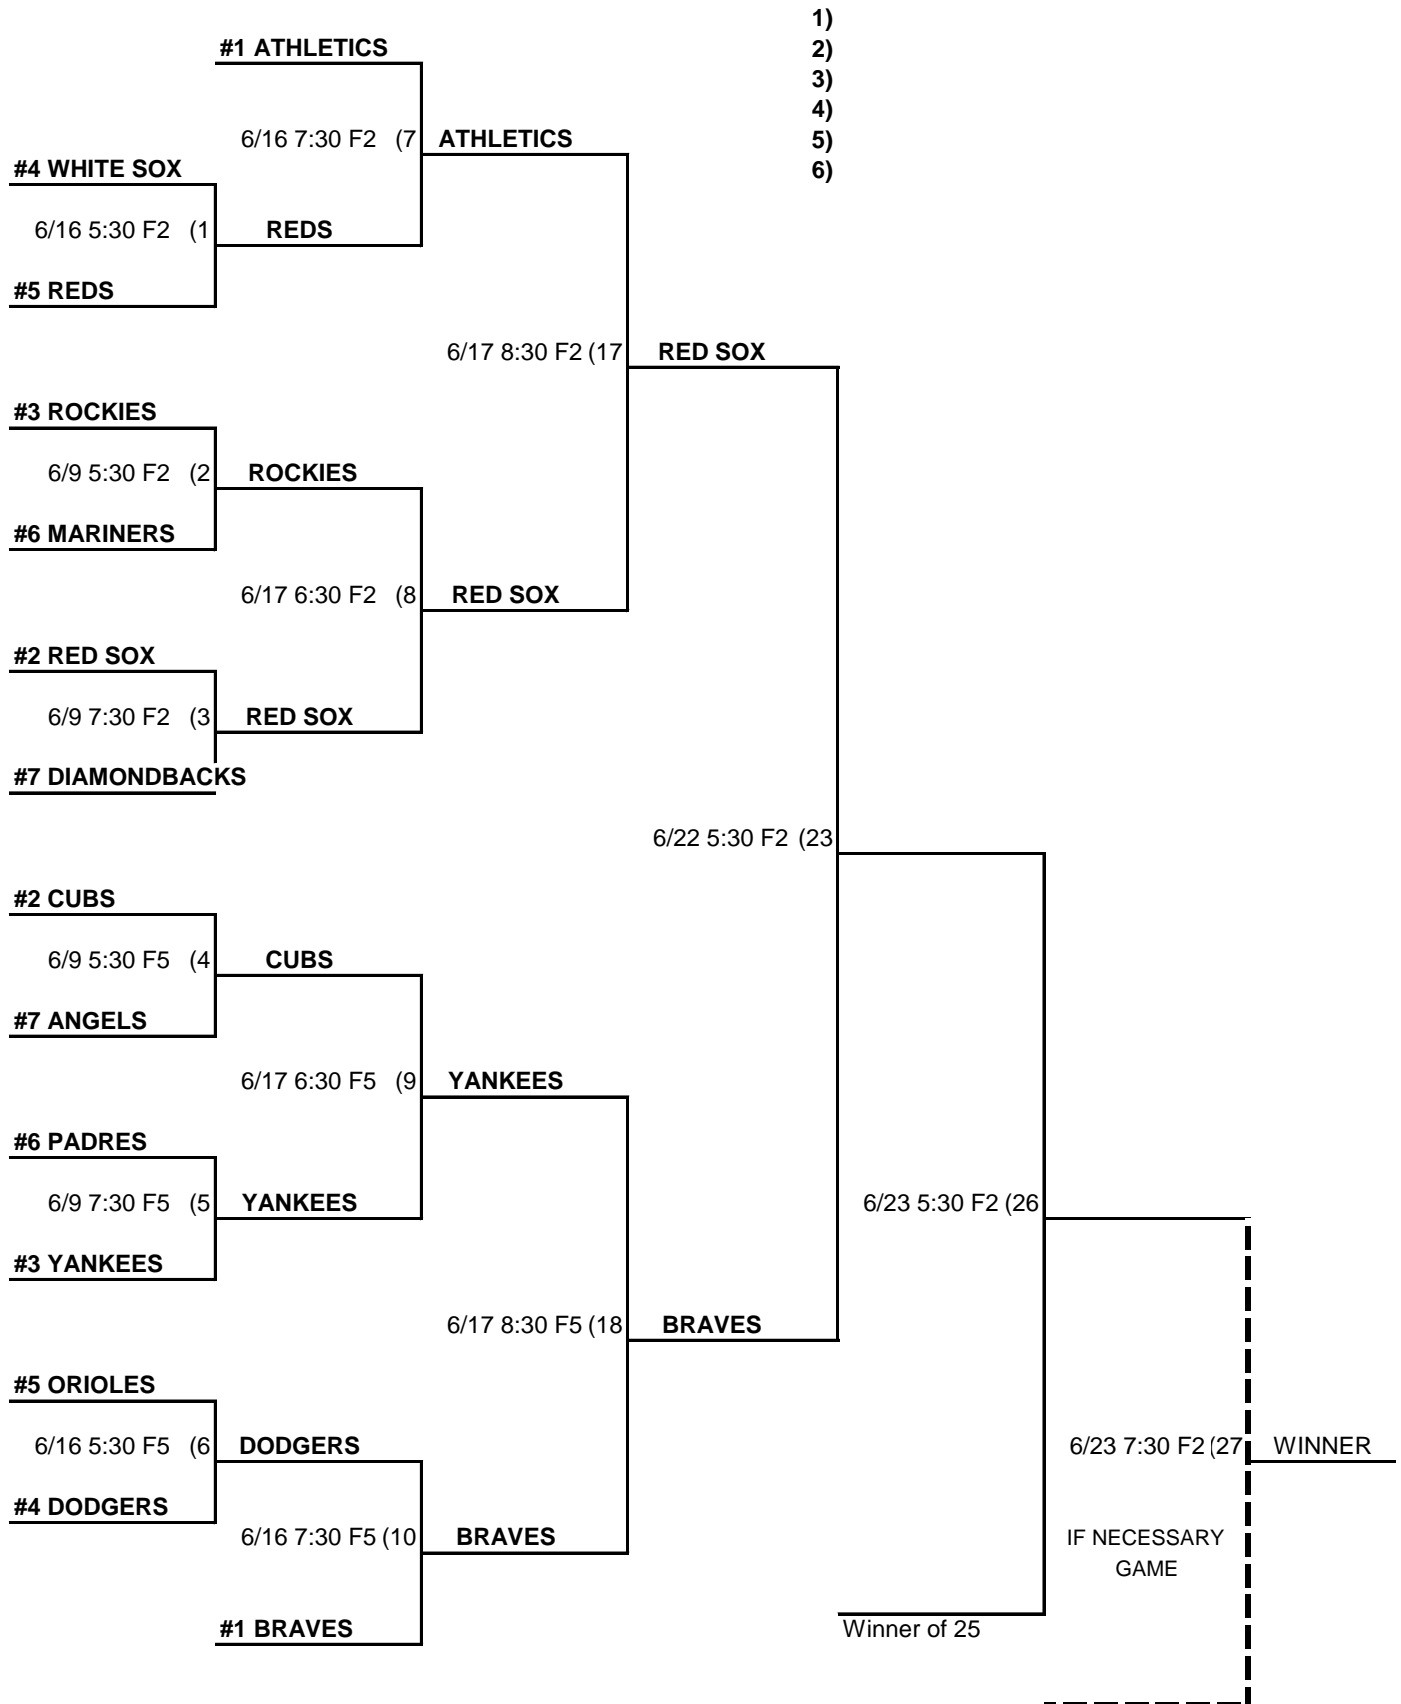 1)
#1 ATHLETICS
2)
3)
4)
6/16 7:30 F2 (7
ATHLETICS
5)
#4 WHITE SOX
6)
6/16 5:30 F2 (1
REDS
#5 REDS
6/17 8:30 F2 (17
RED SOX
#3 ROCKIES
6/9 5:30 F2 (2
ROCKIES
#6 MARINERS
6/17 6:30 F2 (8
RED SOX
#2 RED SOX
6/9 7:30 F2 (3
RED SOX
#7 DIAMONDBACKS
6/22 5:30 F2 (23
#2 CUBS
6/9 5:30 F5 (4
CUBS
#7 ANGELS
6/17 6:30 F5 (9
YANKEES
#6 PADRES
6/9 7:30 F5 (5
YANKEES
6/23 5:30 F2 (26
#3 YANKEES
6/17 8:30 F5 (18
BRAVES
#5 ORIOLES
6/16 5:30 F5 (6
DODGERS
6/23 7:30 F2 (27
WINNER
#4 DODGERS
6/16 7:30 F5 (10
BRAVES
IF NECESSARY
GAME
#1 BRAVES
Winner of 25